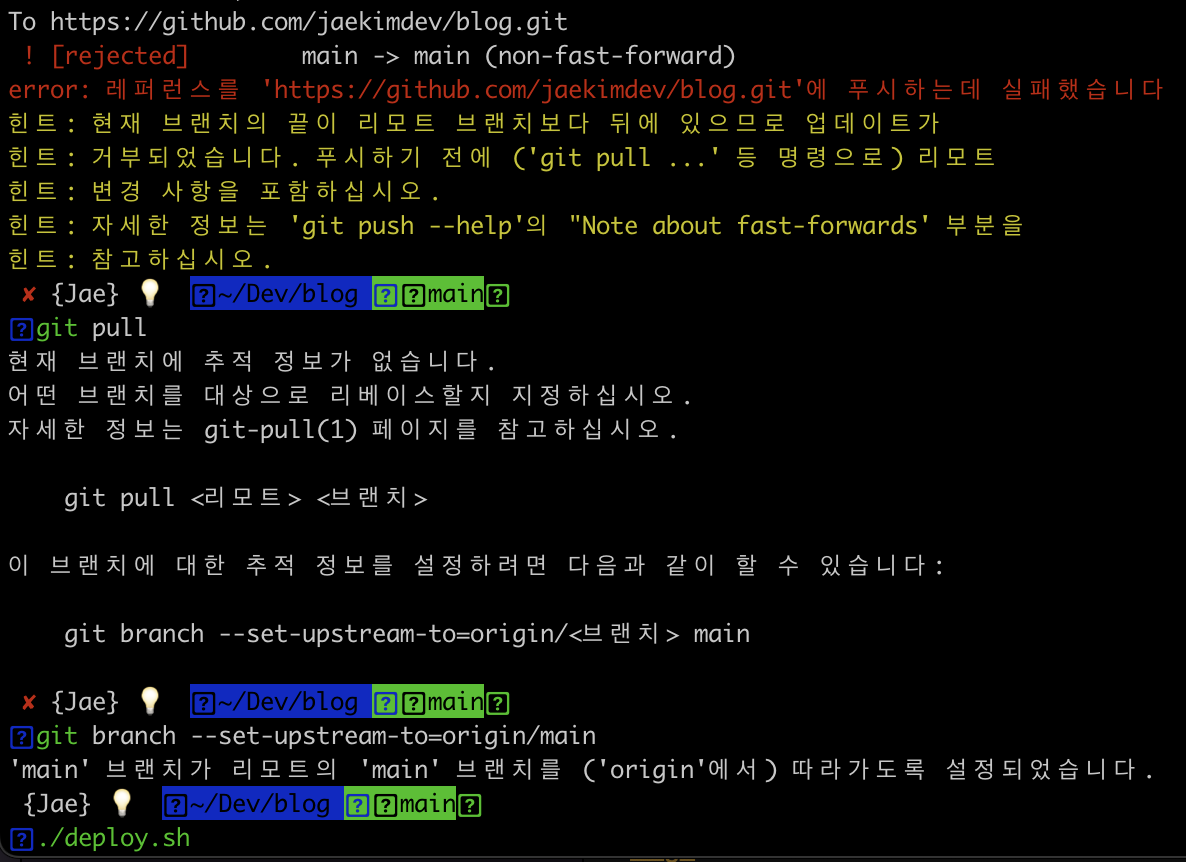 To https://github.com/jaekimdev/blog.git
! [rejected] main -> main (non-fast-forward)
error: 레퍼런스를 'https://github.com/jaekimdev/blog.git'에 푸시하는데 실패했습니다
힌트: 현재 브랜치의 끝이 리모트 브랜치보다 뒤에 있으므로 업데이트가
힌트: 거부되었습니다. 푸시하기 전에 ('git pull ...' 등 명령으로) 리모트
힌트: 변경 사항을 포함하십시오.
힌트: 자세한 정보는 'git push --help'의 "Note about fast-forwards' 부분을
힌트: 참고하십시오.
✘ {Jae} 💡 ~/Dev/blog main
git pull
현재 브랜치에 추적 정보가 없습니다.
어떤 브랜치를 대상으로 리베이스할지 지정하십시오.
자세한 정보는 git-pull(1) 페이지를 참고하십시오.
git pull <리모트> <브랜치>
이 브랜치에 대한 추적 정보를 설정하려면 다음과 같이 할 수 있습니다:
git branch --set-upstream-to=origin/<브랜치> main
✘ {Jae} 💡 ~/Dev/blog main
git branch --set-upstream-to=origin/main
'main' 브랜치가 리모트의 'main' 브랜치를 ('origin'에서) 따라가도록 설정되었습니다.
{Jae} 💡 ~/Dev/blog main
./deploy.sh